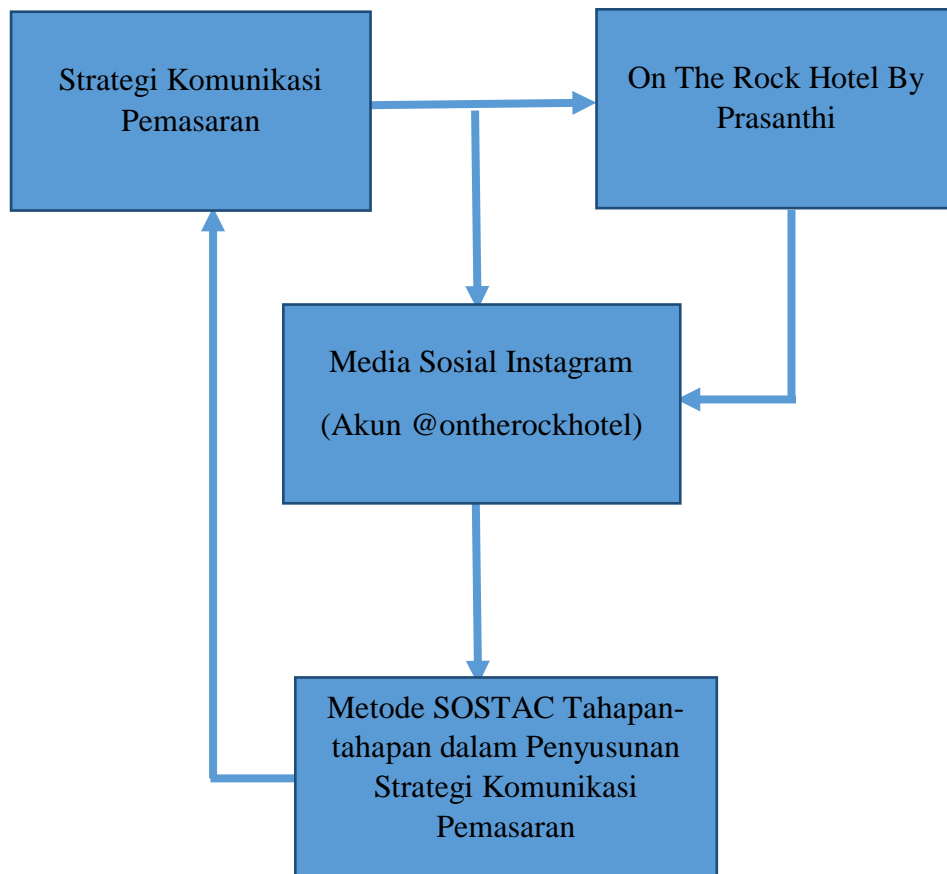 Strategi Komunikasi
Pemasaran
On The Rock Hotel By
Prasanthi
Media Sosial Instagram
(Akun @ontherockhotel)
Metode SOSTAC Tahapan-
tahapan dalam Penyusunan
Strategi Komunikasi
Pemasaran